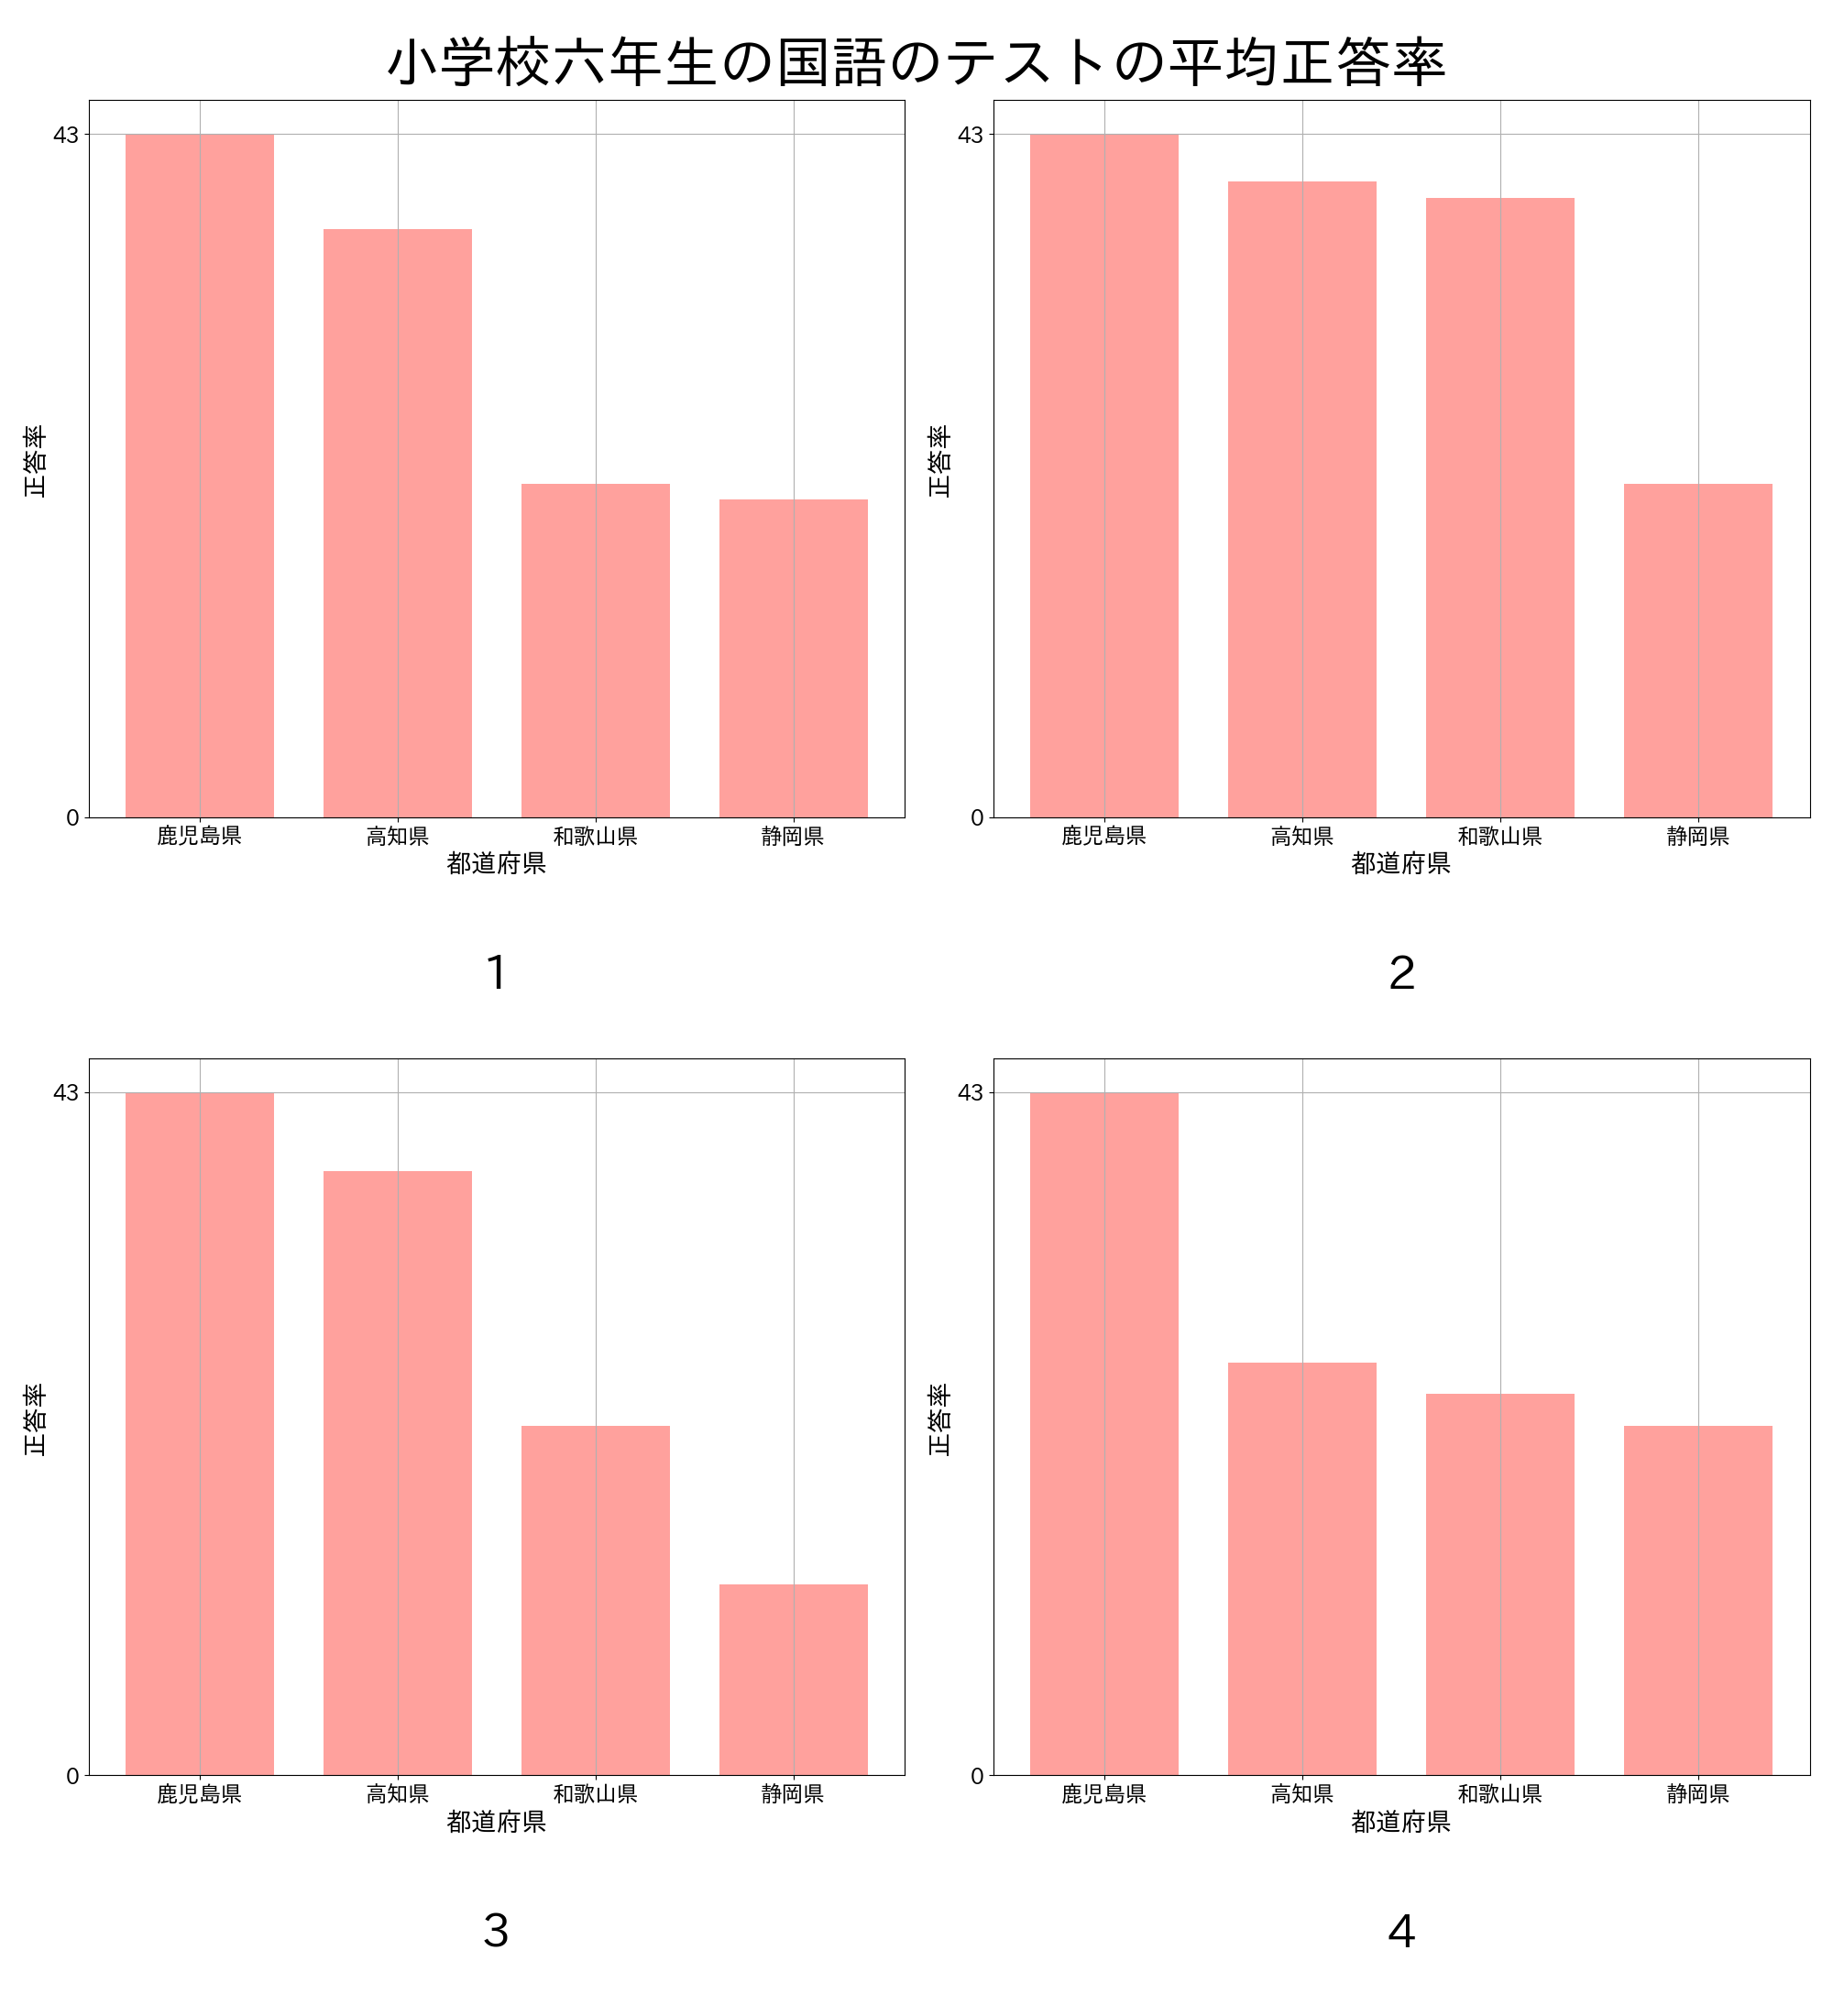 小学校六年生の国語のテストの平均正答率
43
正答率
0
鹿児島県 高知県 和歌山県 静岡県
都道府県
1
43
正答率
0
鹿児島県 高知県 和歌山県 静岡県
都道府県
2
43
正答率
0
鹿児島県 高知県 和歌山県 静岡県
都道府県
3
43
正答率
0
鹿児島県 高知県 和歌山県 静岡県
都道府県
4